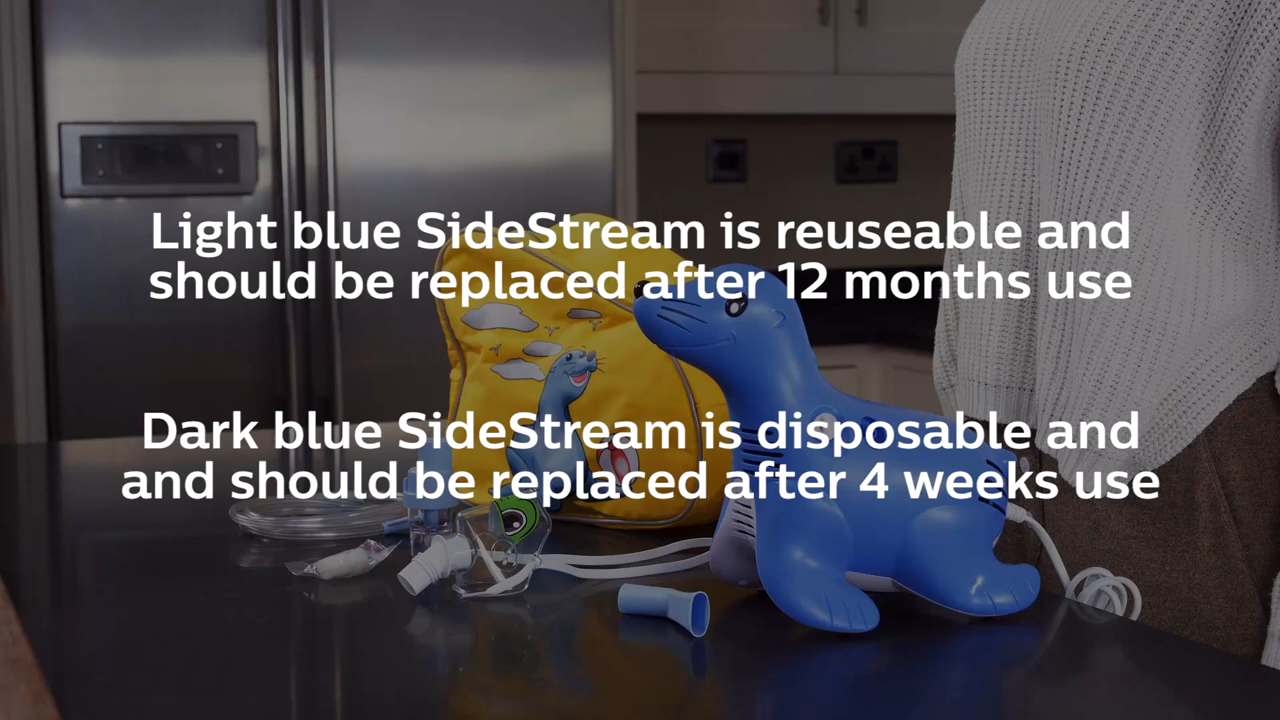 Light blue SideStream is reuseable and
should be replaced after 12 months use
Dark blue SideStream is disposable and
and should be replaced after 4 weeks use